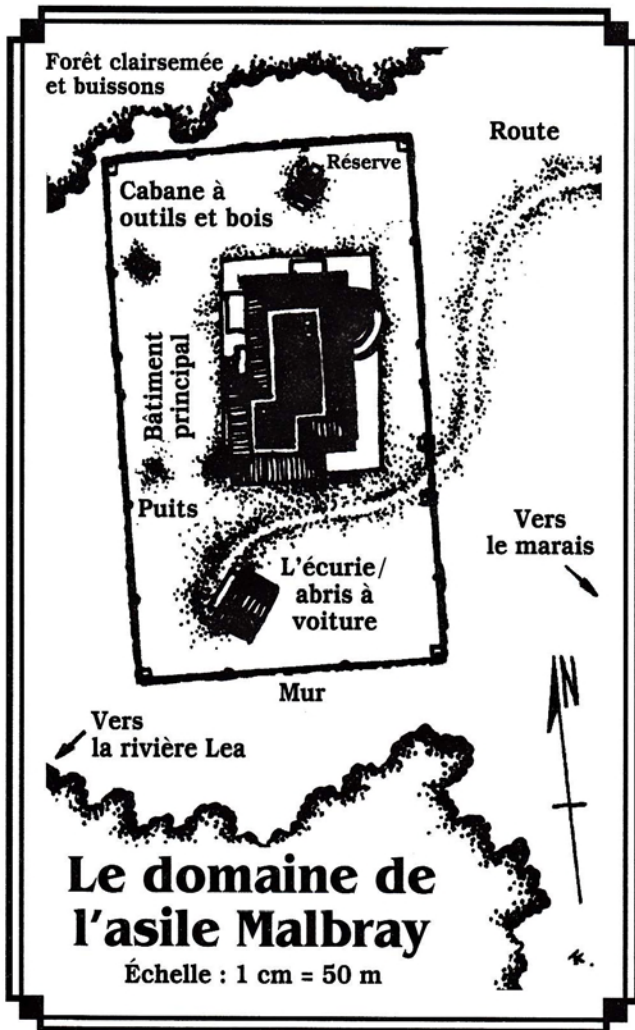 Forêt clairsemée
et buissons
Route
Réserve
Cabane à
outils et bois
Bâtiment
principal
Puits
Vers
le marais
L'écurie/
abris à
voiture
Mur
N
Vers
la rivière Lea
Le domaine de
l'asile Malbray
Échelle : 1 cm = 50 m